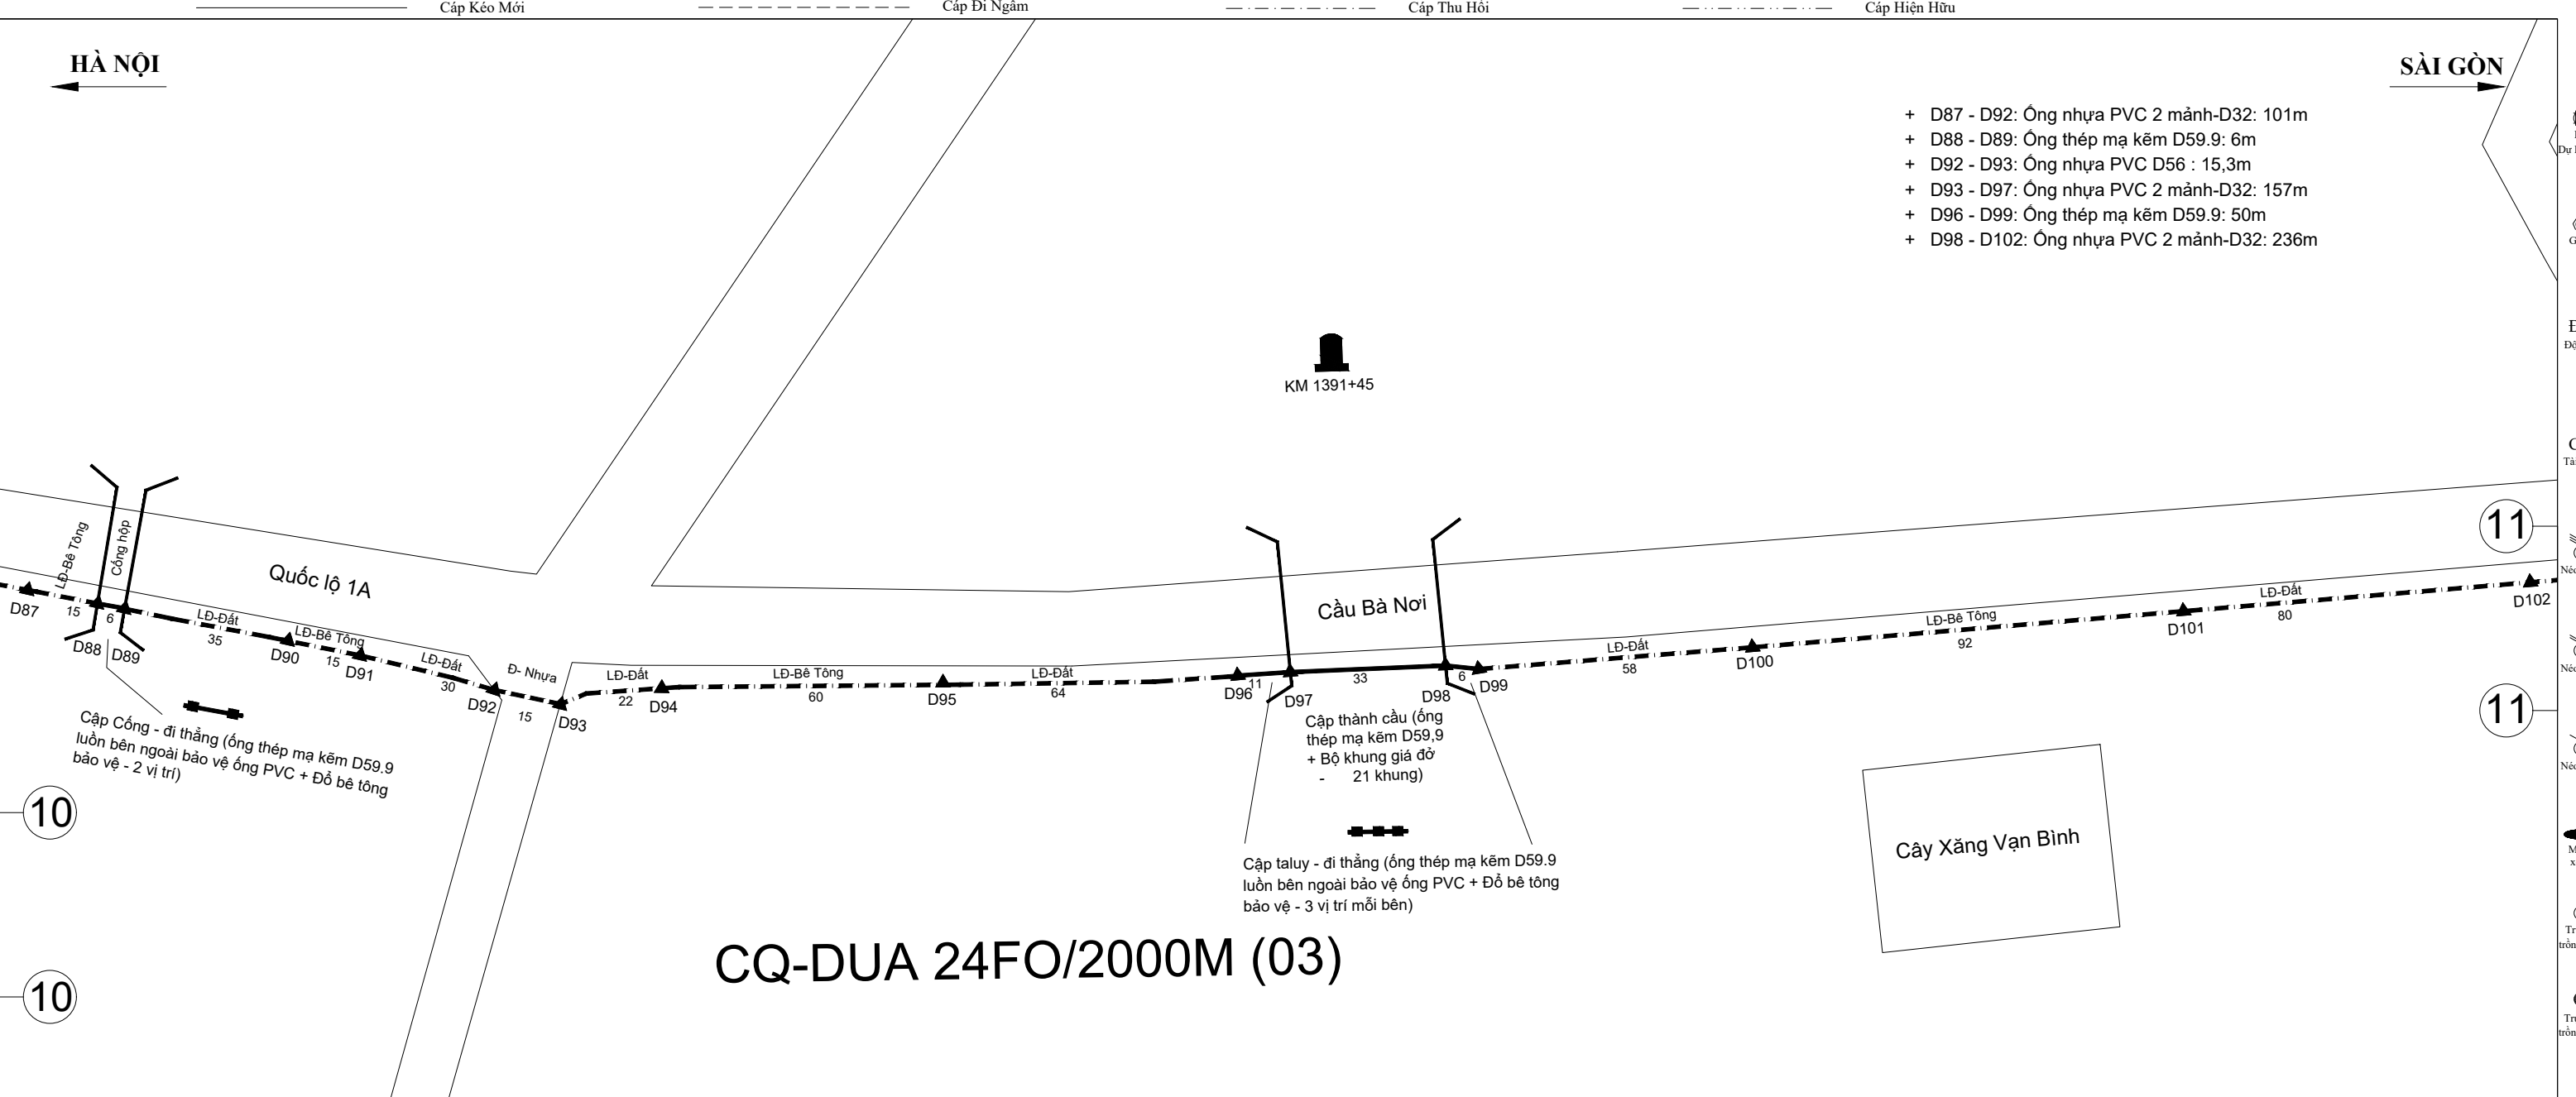 Cáp Kéo Mới
Cáp Đi Ngầm
Cáp Thu Hồi
Cáp Hiện Hữu
HÀ NỘI
SÀI GÒN
+ D87 - D92: Ống nhựa PVC 2 mảnh-D32: 101m
+ D88 - D89: Ống thép mạ kẽm D59.9: 6m
+ D92 - D93: Ống nhựa PVC D56 : 15,3m
+ D93 - D97: Ống nhựa PVC 2 mảnh-D32: 157m
+ D96 - D99: Ống thép mạ kẽm D59.9: 50m
+ D98 - D102: Ống nhựa PVC 2 mảnh-D32: 236m
KM 1391+45
LĐ-Bê Tông
Cống hộp
Quốc lộ 1A
Cầu Bà Nơi
D87
15
6
D88
D89
LĐ-Đất
35
D90
LĐ-Bê Tông
15
D91
LĐ-Đất
30
D92
Đ- Nhựa
15
D93
LĐ-Đất
22
D94
LĐ-Bê Tông
60
D95
LĐ-Đất
64
D96
11
D97
33
D98
6
D99
LĐ-Đất
58
D100
LĐ-Bê Tông
92
D101
LĐ-Đất
80
D102
11
11
Cập Cống - đi thẳng (ống thép mạ kẽm D59.9
luồn bên ngoài bảo vệ ống PVC + Đổ bê tông
bảo vệ - 2 vị trí)
Cập thành cầu (ống
thép mạ kẽm D59,9
+ Bộ khung giá đở
- 21 khung)
Cập taluy - đi thẳng (ống thép mạ kẽm D59.9
luồn bên ngoài bảo vệ ống PVC + Đổ bê tông
bảo vệ - 3 vị trí mỗi bên)
Cây Xăng Vạn Bình
10
10
CQ-DUA 24FO/2000M (03)